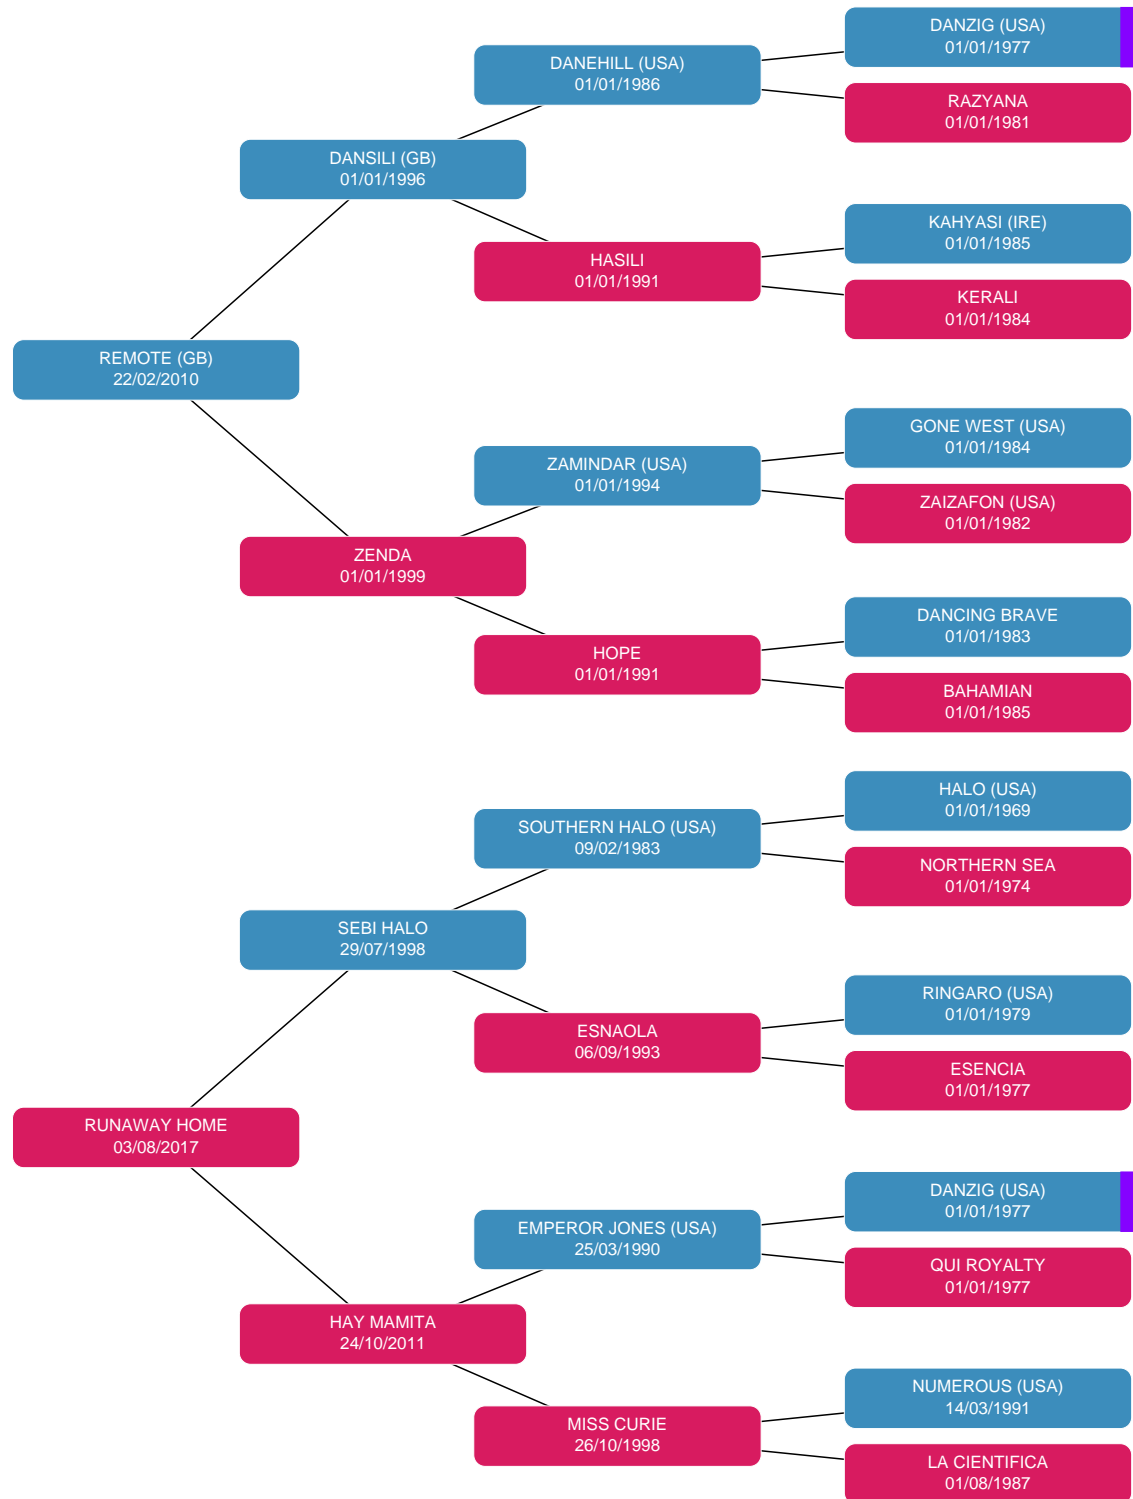 DANZIG (USA)
01/01/1977
DANEHILL (USA)
01/01/1986
RAZYANA
01/01/1981
DANSILI (GB)
01/01/1996
KAHYASI (IRE)
01/01/1985
HASILI
01/01/1991
KERALI
01/01/1984
REMOTE (GB)
22/02/2010
GONE WEST (USA)
01/01/1984
ZAMINDAR (USA)
01/01/1994
ZAIZAFON (USA)
01/01/1982
ZENDA
01/01/1999
DANCING BRAVE
01/01/1983
HOPE
01/01/1991
BAHAMIAN
01/01/1985
HALO (USA)
01/01/1969
SOUTHERN HALO (USA)
09/02/1983
NORTHERN SEA
01/01/1974
SEBI HALO
29/07/1998
RINGARO (USA)
01/01/1979
ESNAOLA
06/09/1993
ESENCIA
01/01/1977
RUNAWAY HOME
03/08/2017
DANZIG (USA)
01/01/1977
EMPEROR JONES (USA)
25/03/1990
QUI ROYALTY
01/01/1977
HAY MAMITA
24/10/2011
NUMEROUS (USA)
14/03/1991
MISS CURIE
26/10/1998
LA CIENTIFICA
01/08/1987